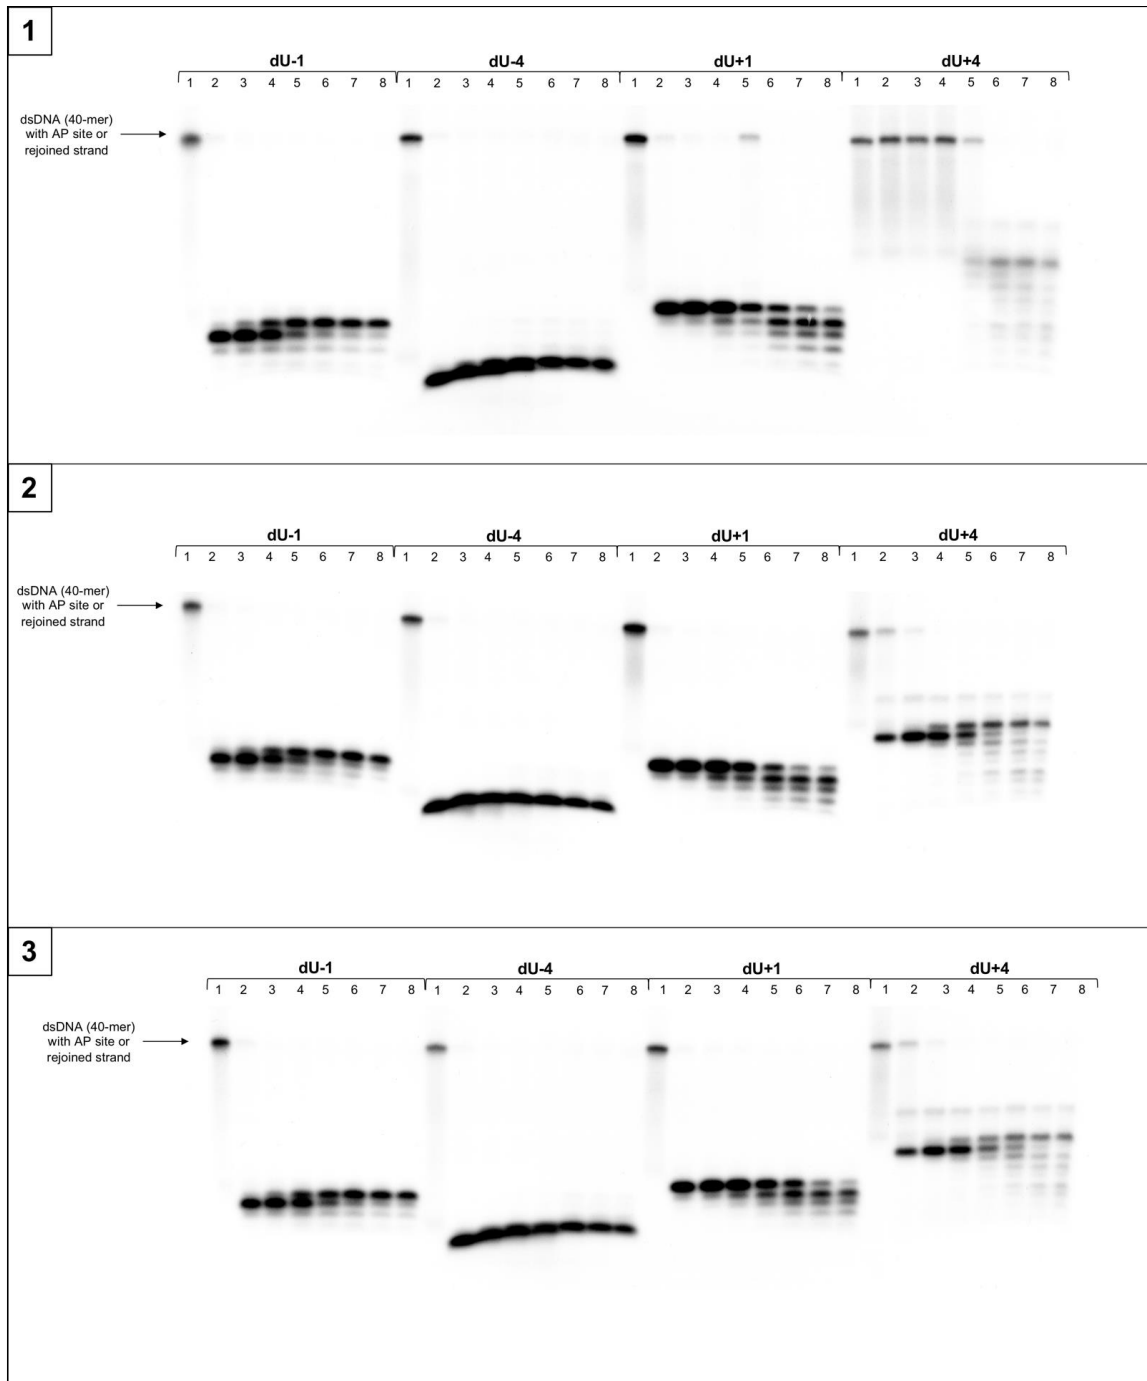 1
dU-1 dU-4 dU+1 dU+4
1 2 3 4 5 6 7 8 1 2 3 4 5 6 7 8 1 2 3 4 5 6 7 8 1 2 3 4 5 6 7 8
dsDNA (40-mer)
with AP site or
rejoined strand
2
dU-1 dU-4 dU+1 dU+4
1 2 3 4 5 6 7 8 1 2 3 4 5 6 7 8 1 2 3 4 5 6 7 8 1 2 3 4 5 6 7 8
dsDNA (40-mer)
with AP site or
rejoined strand
3
dU-1 dU-4 dU+1 dU+4
1 2 3 4 5 6 7 8 1 2 3 4 5 6 7 8 1 2 3 4 5 6 7 8 1 2 3 4 5 6 7 8
dsDNA (40-mer)
with AP site or
rejoined strand